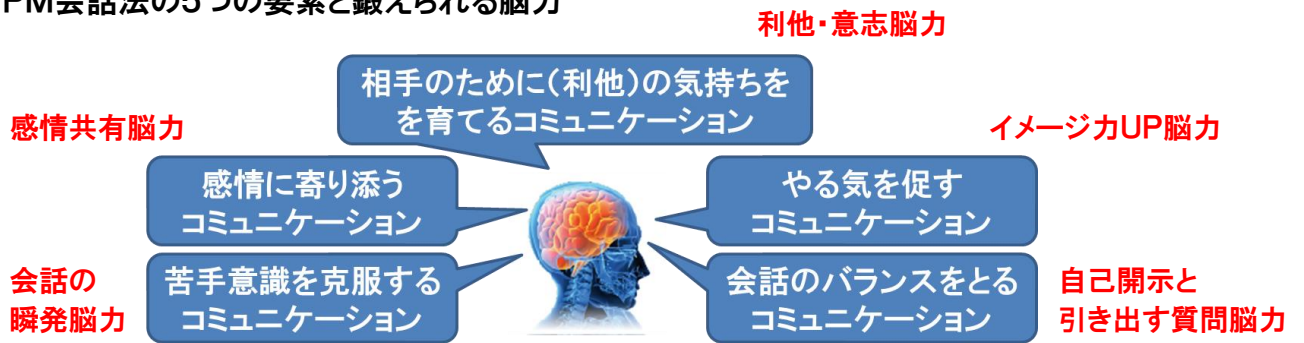 PM会話法の5つの要素と鍛えられる脳力
利他・意志脳力
相手のために(利他)の気持ちを
を育てるコミュニケーション
感情共有脳力
イメージ力UP脳力
感情に寄り添う
コミュニケーション
やる気を促す
コミュニケーション
会話の
瞬発脳力
苦手意識を克服する
コミュニケーション
会話のバランスをとる
コミュニケーション
自己開示と
引き出す質問脳力